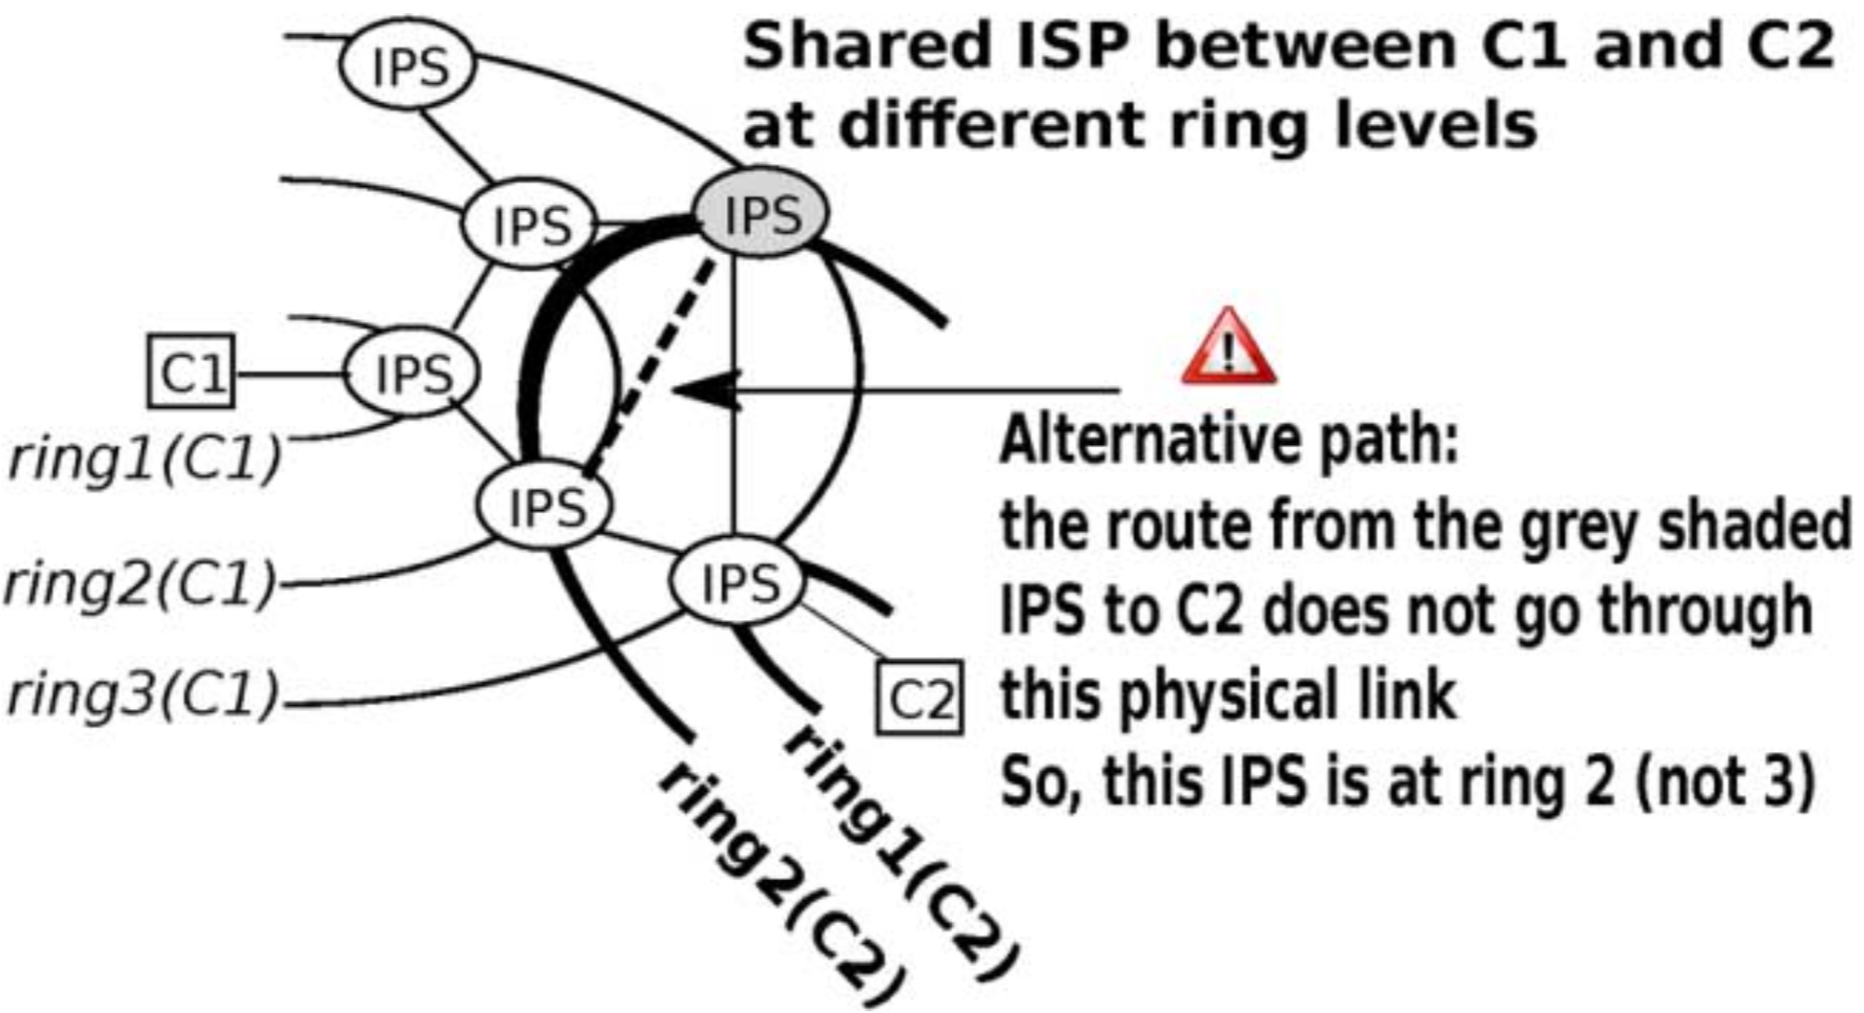 Shared ISP between C1 and C2
at different ring levels
IPS
IPS
IPS
C1
IPS
ring1(C1)
IPS
ring2(C1)
IPS
ring3(C1)
C2
ring1(C2)
ring2(C2)
!
Alternative path:
the route from the grey shaded
IPS to C2 does not go through
this physical link
So, this IPS is at ring 2 (not 3)